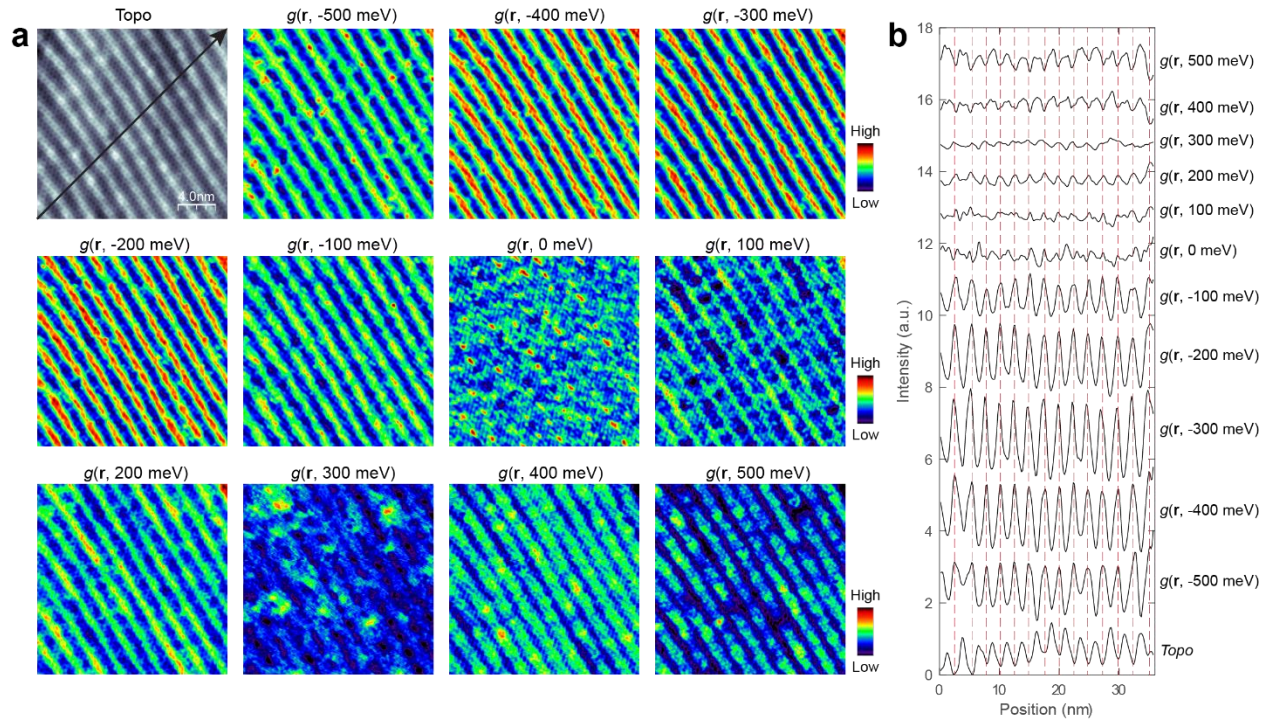 a
Topo
g(r, -500 meV)
g(r, -400 meV)
g(r, -300 meV)
4.0nm
High
Low
g(r, -200 meV)
g(r, -100 meV)
g(r, 0 meV)
g(r, 100 meV)
High
Low
g(r, 200 meV)
g(r, 300 meV)
g(r, 400 meV)
g(r, 500 meV)
High
Low
b
18
16
14
12
10
8
6
4
2
0
Intensity (a.u.)
0
10
20
30
Position (nm)
g(r, 500 meV)
g(r, 400 meV)
g(r, 300 meV)
g(r, 200 meV)
g(r, 100 meV)
g(r, 0 meV)
g(r, -100 meV)
g(r, -200 meV)
g(r, -300 meV)
g(r, -400 meV)
g(r, -500 meV)
Topo